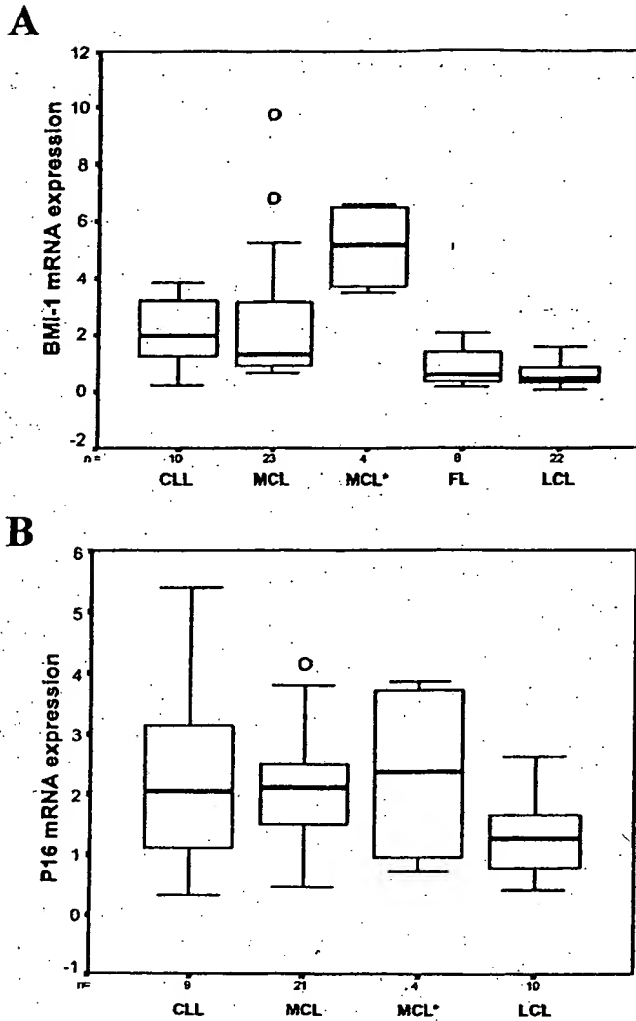 A
BMI-1 mRNA expression
12
10
8
6
4
2
0
-2
n= 10 23 4 8 22
CLL MCL MCL* FL LCL
B
P16 mRNA expression
6
5
4
3
2
1
0
-1
n= 9 21 4 10
CLL MCL MCL* LCL